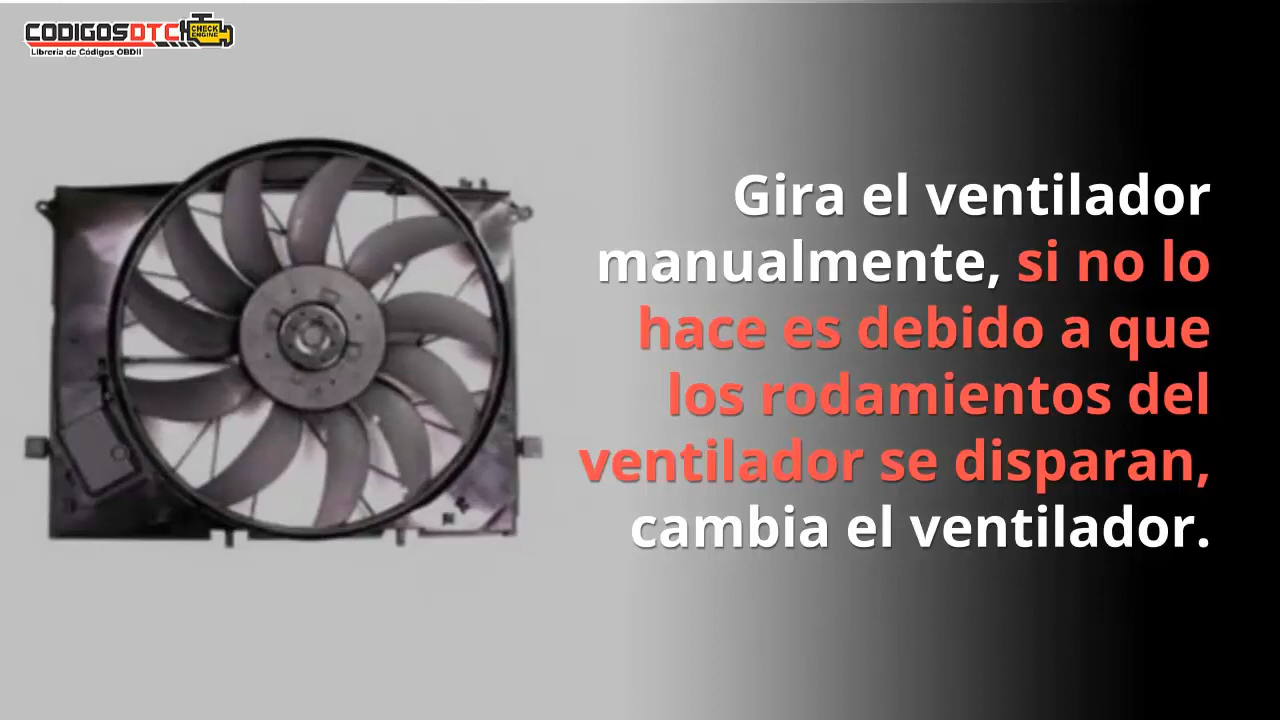 CODIGOSDTC
CHECK
ENGINE
Librería de Códigos OBDII
Gira el ventilador
manualmente, si no lo
hace es debido a que
los rodamientos del
ventilador se disparan,
cambia el ventilador.